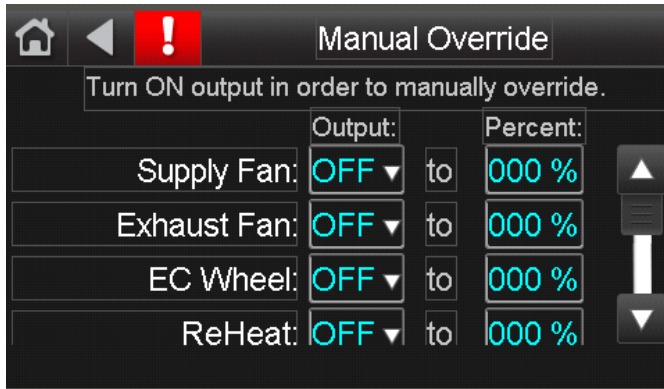 Manual Override
Turn ON output in order to manually override.
Output: Percent:
Supply Fan: OFF to 000 %
Exhaust Fan: OFF to 000 %
EC Wheel: OFF to 000 %
ReHeat: OFF to 000 %